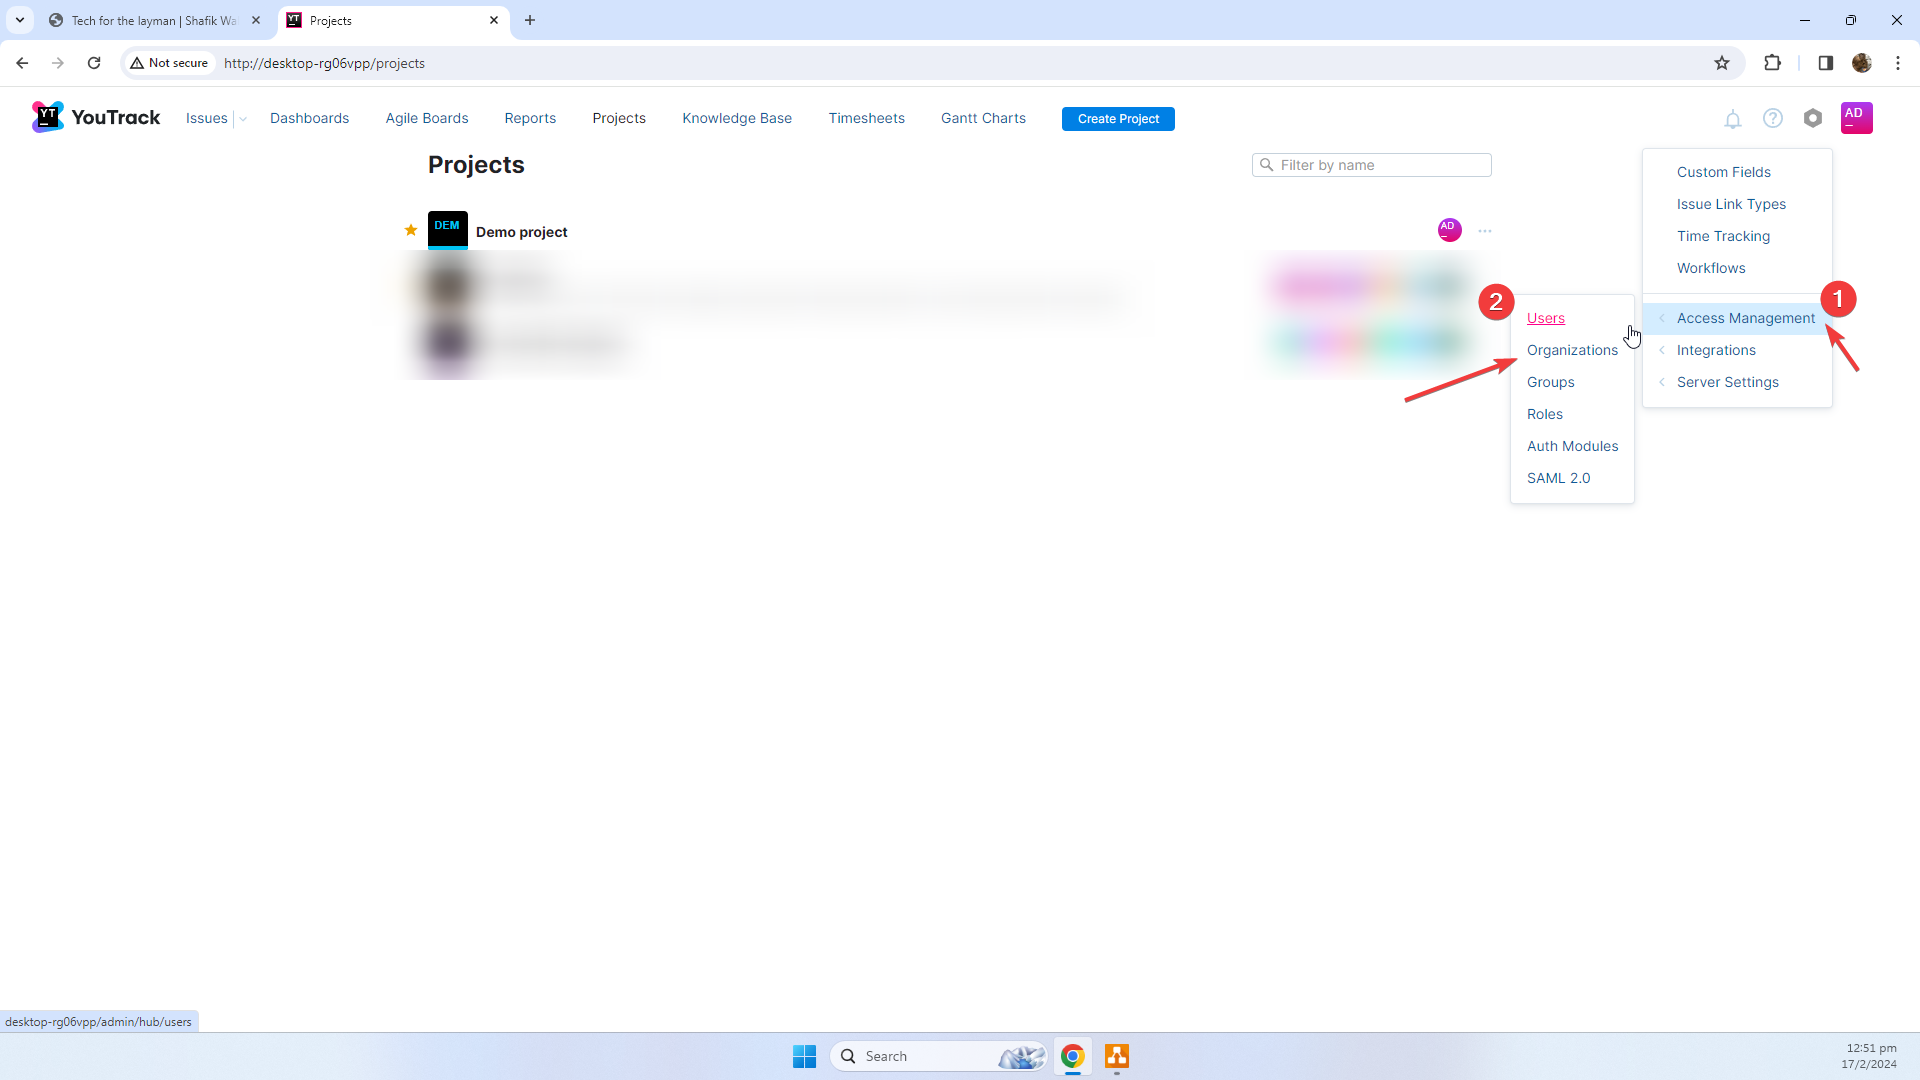 Tech for the layman | Shafik Wa
Projects
Not secure
http://desktop-rg06vpp/projects
YT
YouTrack
Issues
Dashboards
Agile Boards
Reports
Projects
Knowledge Base
Timesheets
Gantt Charts
Create Project
AD
Projects
Filter by name
DEM
Demo project
AD
Custom Fields
Issue Link Types
Time Tracking
Workflows
1
Access Management
Integrations
Server Settings
2
Users
Organizations
Groups
Roles
Auth Modules
SAML 2.0
desktop-rg06vpp/admin/hub/users
Search
12:51 pm
17/2/2024